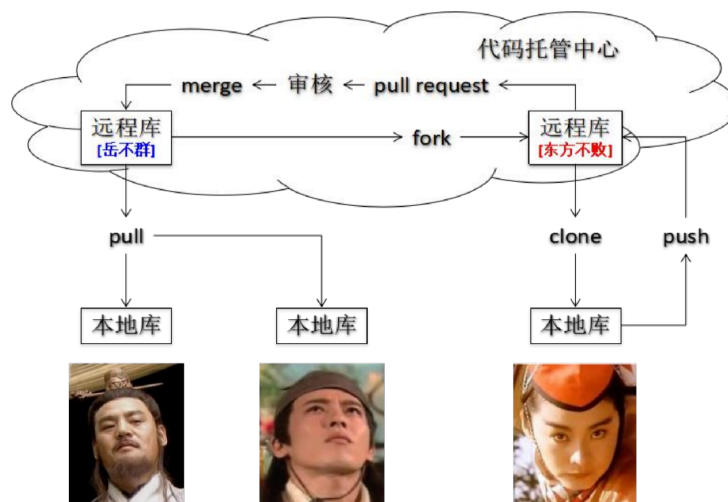 代码托管中心
merge
审核
pull request
远程库
[岳不群]
fork
远程库
[东方不败]
pull
clone
push
本地库
本地库
本地库